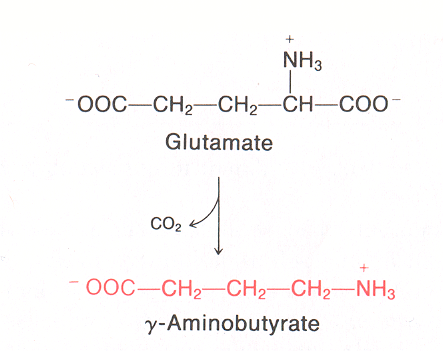 +
NH₃
⁻OOC—CH₂—CH₂—CH—COO⁻
Glutamate
CO₂
+
⁻OOC—CH₂—CH₂—CH₂—NH₃
γ-Aminobutyrate